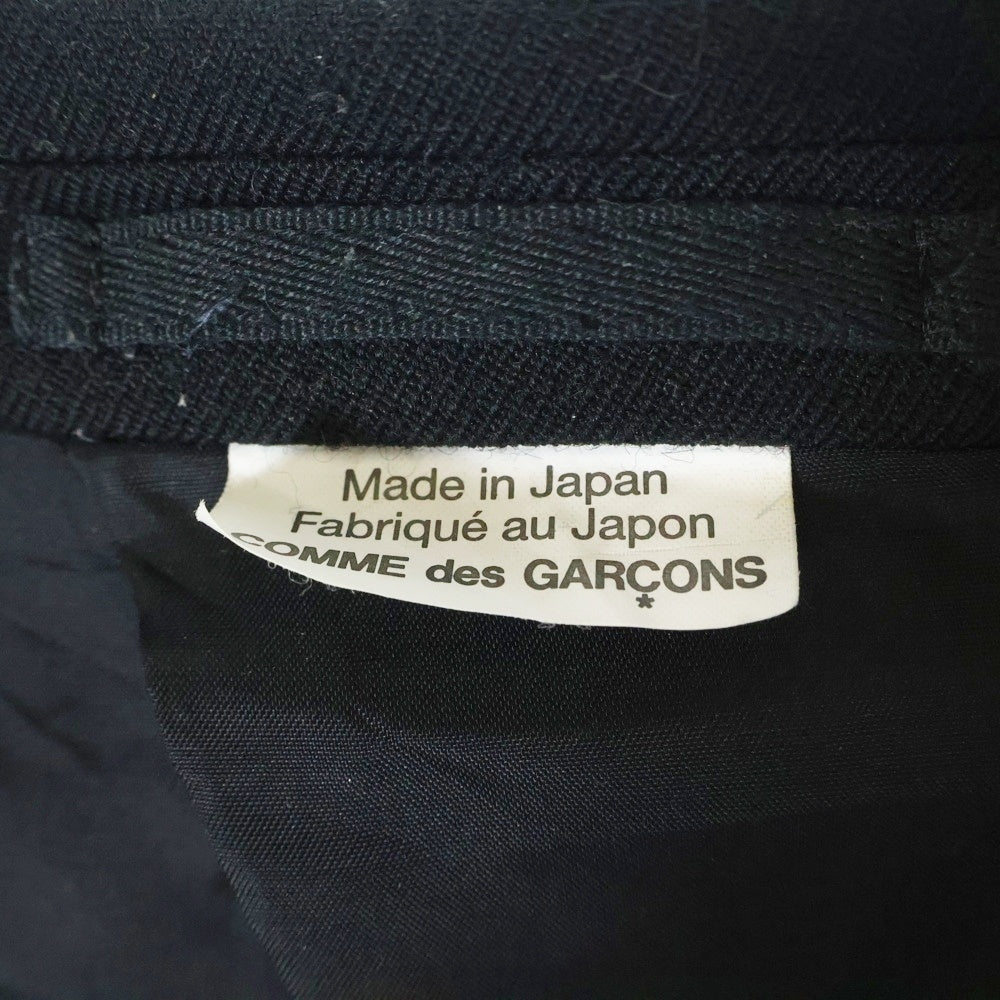 Made in Japan
Fabriqué au Japon
COMME des GARÇONS
*